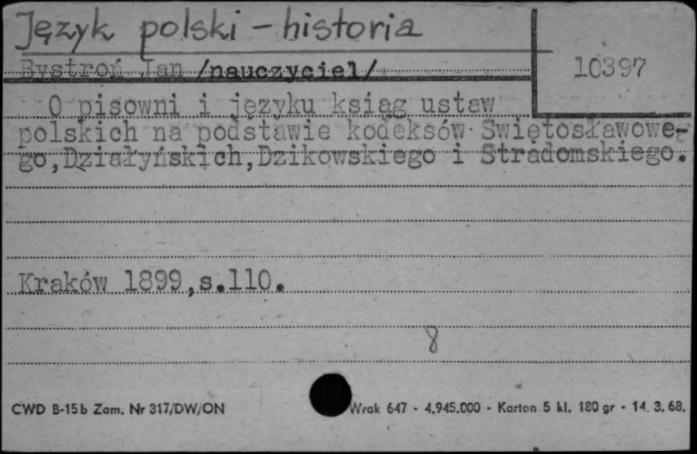 Język polski - historia
Bystroń Jan /nauczyciel/
10397
O pisowni i języku ksiąg ustaw
polskich na podstawie kodeksów Świętosławowe-
go, Działyńskich, Dzikowskiego i Stradomskiego.
Kraków 1899, s.110.
8
CWD B-15b Zam. Nr 317/DW/ON
Wrak 647 - 4.945.000 - Karton 5 kl. 180 gr - 14. 3. 68.